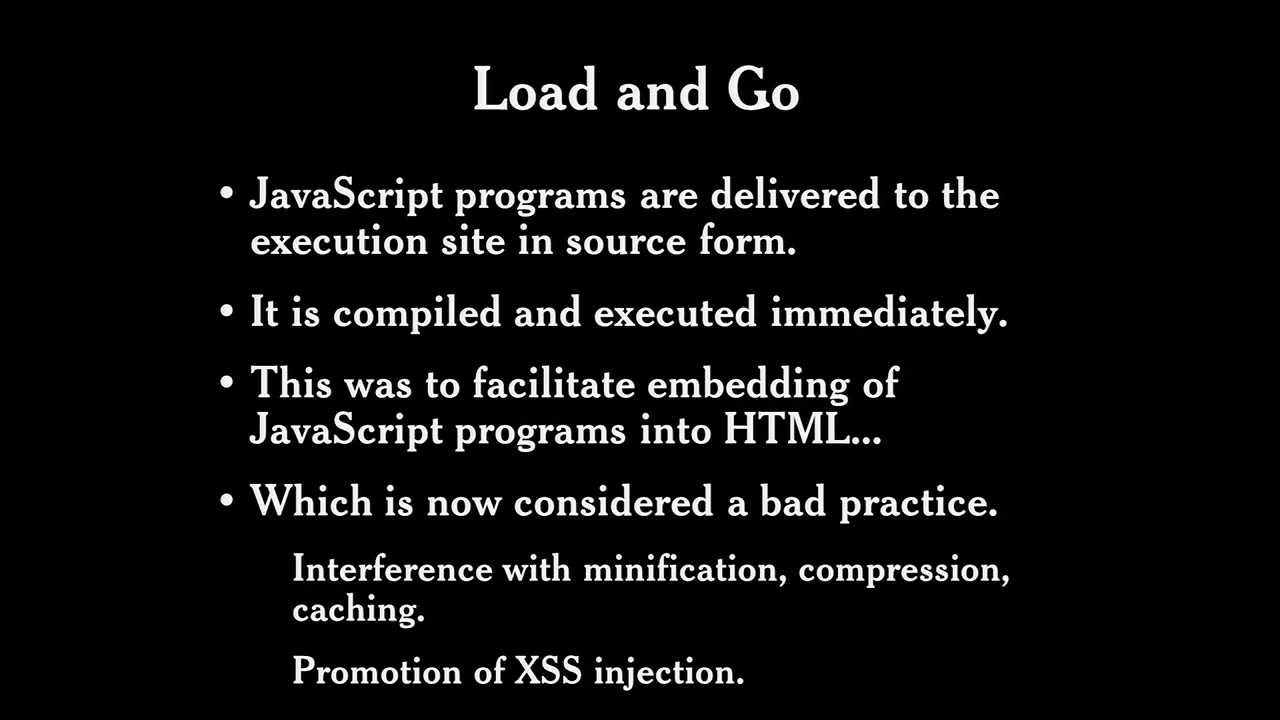 Load and Go
• JavaScript programs are delivered to the
execution site in source form.
• It is compiled and executed immediately.
• This was to facilitate embedding of
JavaScript programs into HTML...
• Which is now considered a bad practice.
Interference with minification, compression,
caching.
Promotion of XSS injection.